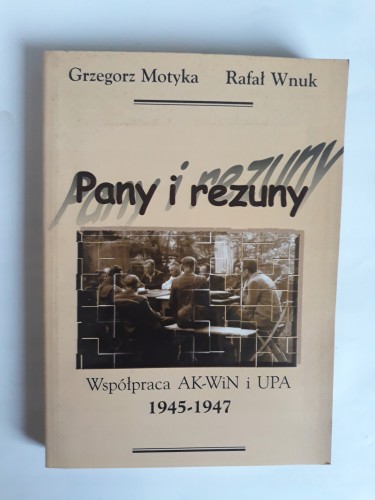 Grzegorz Motyka Rafał Wnuk
Pany i rezuny
Współpraca AK-WiN i UPA
1945-1947